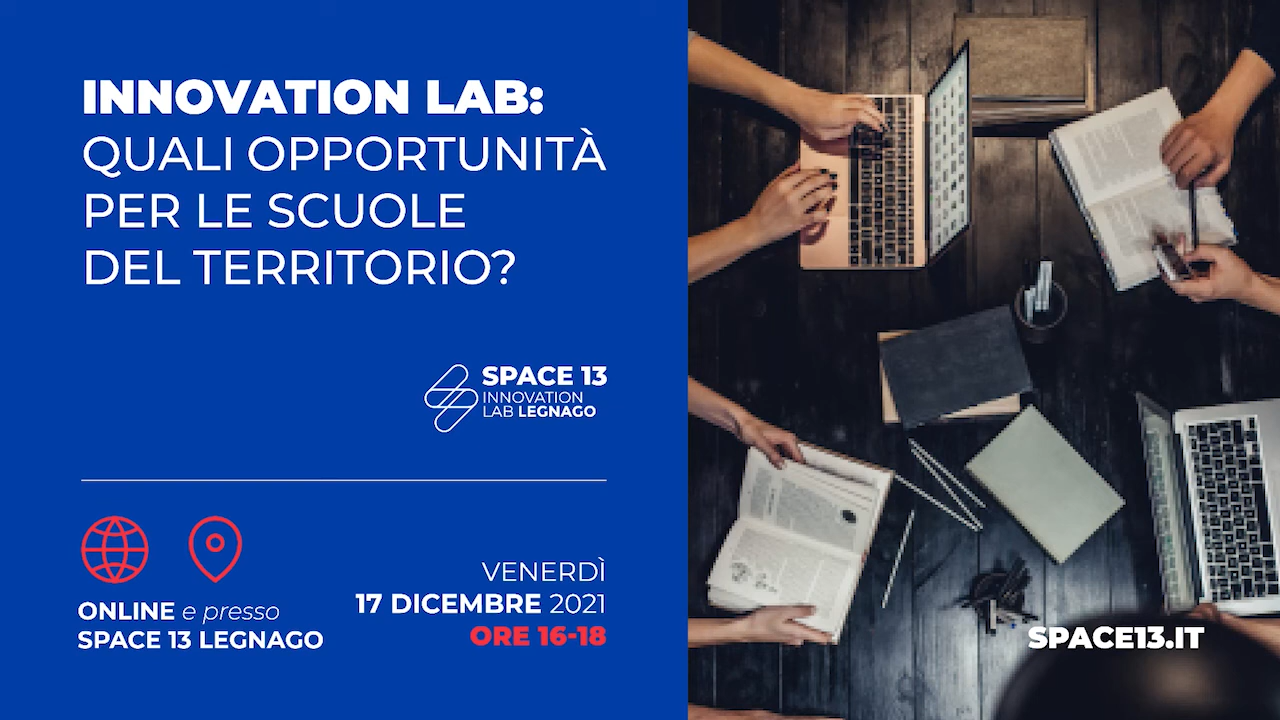 INNOVATION LAB:
QUALI OPPORTUNITÀ
PER LE SCUOLE
DEL TERRITORIO?
SPACE 13
INNOVATION
LAB LEGNAGO
ONLINE e presso
SPACE 13 LEGNAGO
VENERDÌ
17 DICEMBRE 2021
ORE 16-18
SPACE13.IT